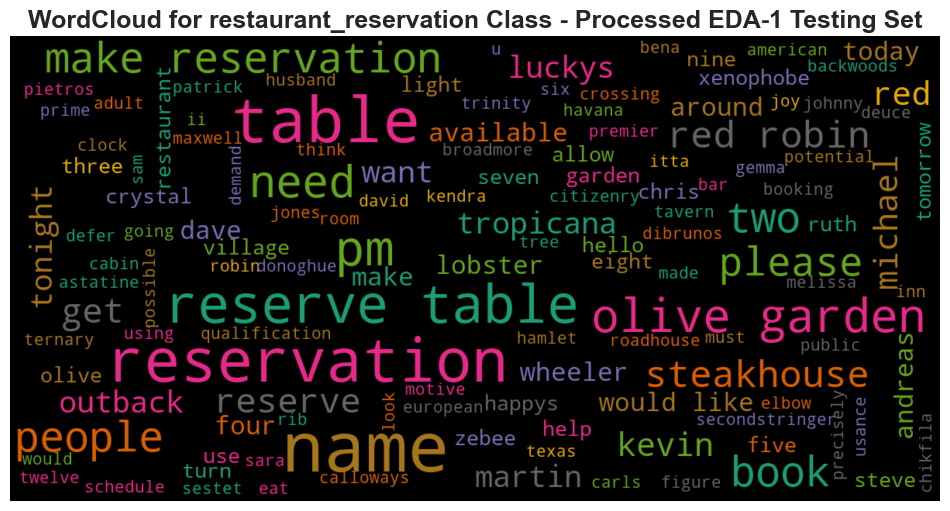 WordCloud for restaurant_reservation Class - Processed EDA-1 Testing Set
make reservation
u
bena
american
today
nine
backwoods
pietros
patrick
husband
light
luckys
six
crossing
xenophobe
red
prime
adult
restaurant
ii
table
trinity
havana
around
joy
johnny
deuce
clock
maxwell
available
premier
red robin
tomorrow
three
sam
think
broadmore
allow
itta
gemma
potential
demand
need
want
seven
garden
chris
bar
booking
michael
crystal
david
kendra
citizenry
tonight
jones
room
tropicana
tavern
two
ruth
defer
going
dave
pm
tree
hello
dibrunos
village
cabin
possible
robin
donoghue
make
lobster
eight
made
please
melissa
inn
astatine
get
reserve table
olive garden
ternary
using
qualification
hamlet
roadhouse
must
public
andreas
olive
reservation
wheeler
steakhouse
outback
reserve
motive
european
happys
would like
elbow
secondstringer
precisely
usance
chikfila
people
four
rib
look
name
zebee
help
kevin
five
would
use
sara
texas
book
twelve
schedule
turn
sestet
eat
calloways
martin
carls
figure
steve